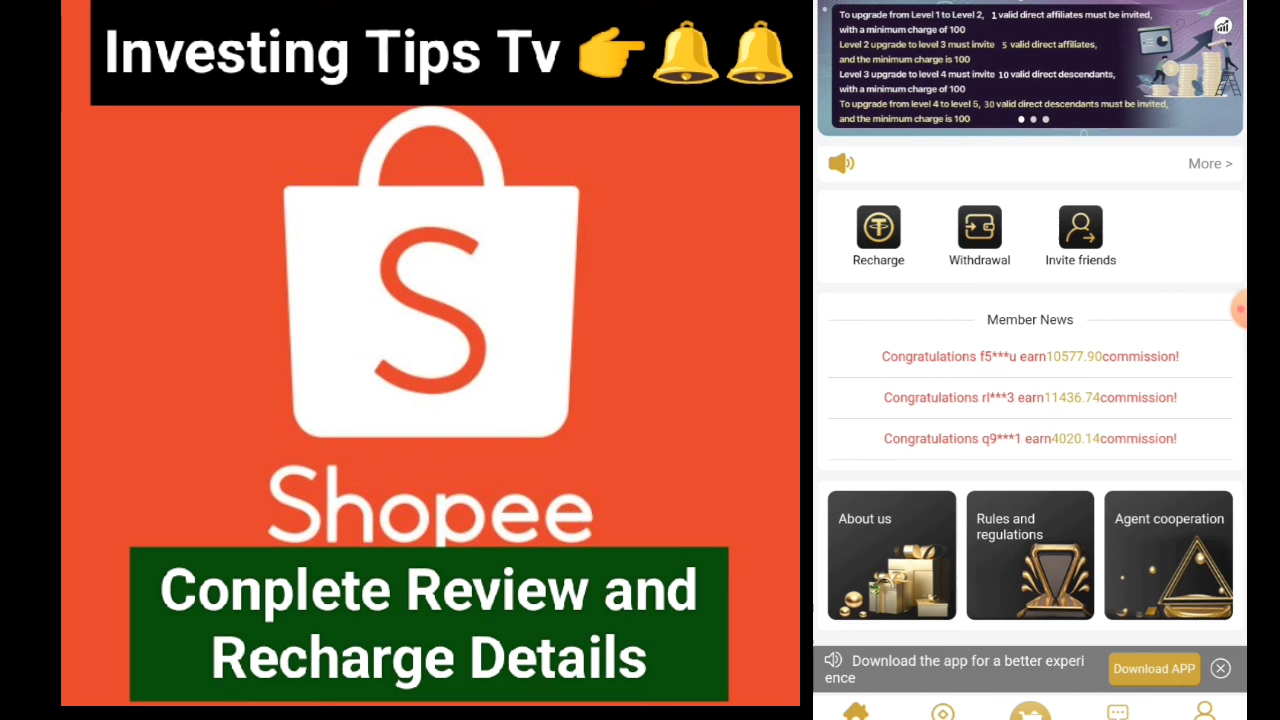 Investing Tips Tv
S
Shopee
Conplete Review and
Recharge Details
To upgrade from Level 1 to Level 2, 1 valid direct affiliates must be invited,
with a minimum charge of 100
Level 2 upgrade to level 3 must invite 5 valid direct affiliates,
and the minimum charge is 100
Level 3 upgrade to level 4 must invite 10 valid direct descendants,
with a minimum charge of 100
To upgrade from level 4 to level 5, 30 valid direct descendants must be invited,
and the minimum charge is 100
More >
Recharge
Withdrawal
Invite friends
Member News
Congratulations f5***u earn10577.90commission!
Congratulations rl***3 earn11436.74commission!
Congratulations q9***1 earn4020.14commission!
About us
Rules and
regulations
Agent cooperation
Download the app for a better experi
ence
Download APP